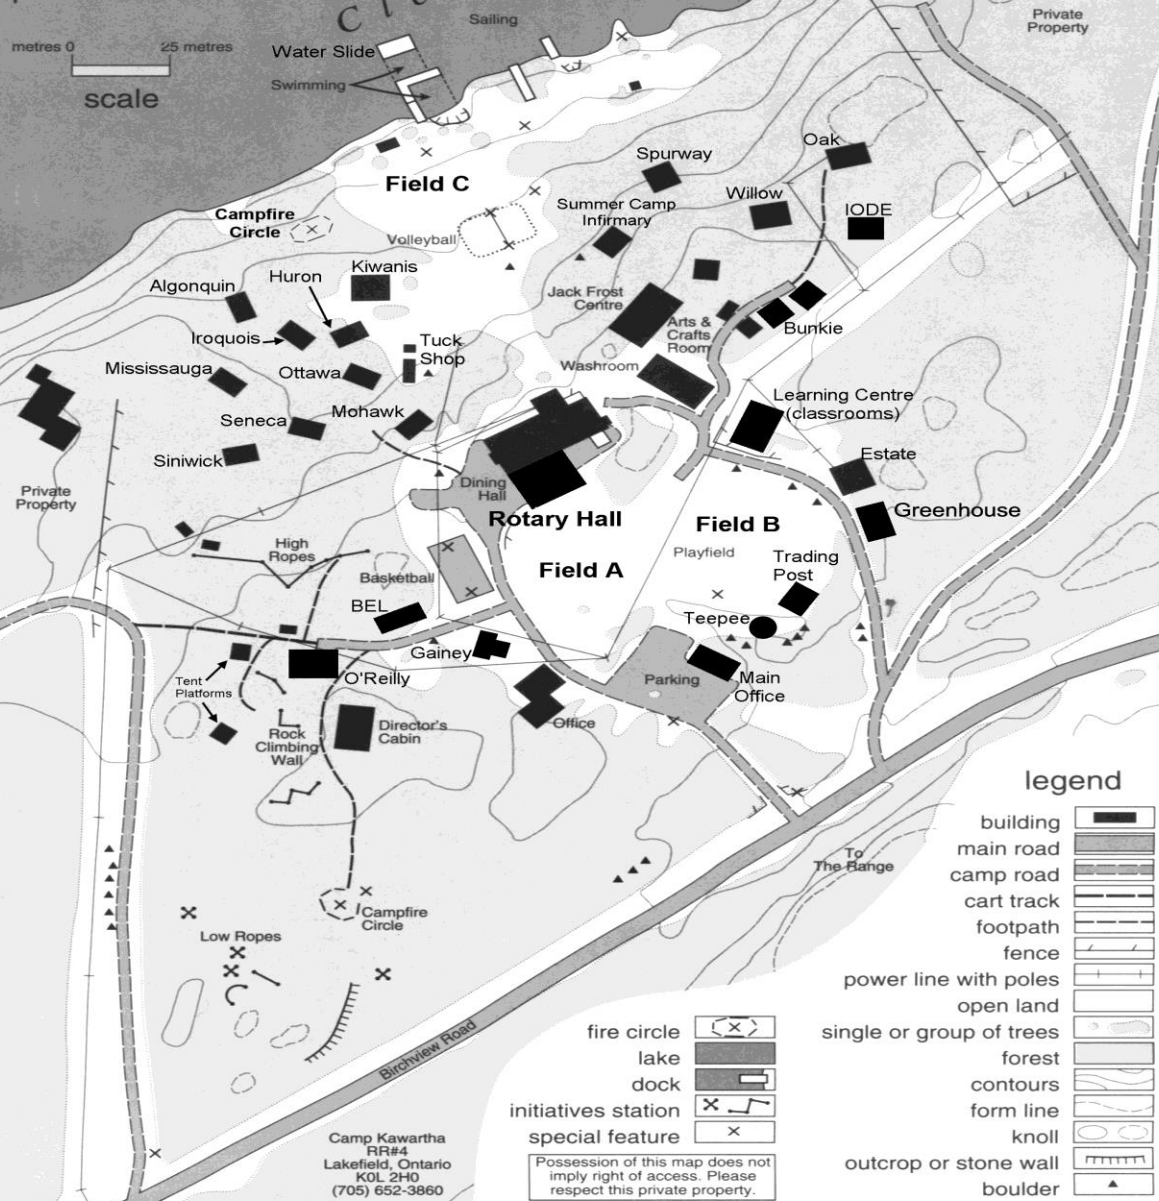 C l
Sailing
Private
Property
metres 0
25 metres
scale
Water Slide
Swimming
Oak
Spurway
Field C
Willow
Summer Camp
Infirmary
IODE
Campfire
Circle
Volleyball
Kiwanis
Huron
Algonquin
Jack Frost
Centre
Arts &
Crafts
Room
Bunkie
Iroquois
Tuck
Shop
Washroom
Mississauga
Ottawa
Learning Centre
(classrooms)
Mohawk
Seneca
Siniwick
Estate
Private
Property
Dining
Hall
Greenhouse
Rotary Hall
Field B
High
Ropes
Playfield
Trading
Post
Field A
Basketball
BEL
Teepee
Gainey
Tent
Platforms
O'Reilly
Parking
Main
Office
Office
Director's
Cabin
Rock
Climbing
Wall
legend
building
main road
camp road
cart track
footpath
fence
power line with poles
open land
single or group of trees
forest
contours
form line
knoll
outcrop or stone wall
boulder
To
The Range
Campfire
Circle
Low Ropes
fire circle
lake
dock
initiatives station
special feature
Birchview Road
Camp Kawartha
RR#4
Lakefield, Ontario
K0L 2H0
(705) 652-3860
Possession of this map does not
imply right of access. Please
respect this private property.